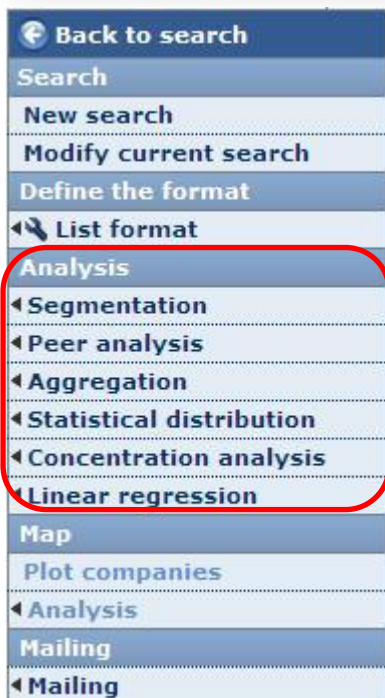 Back to search
Search
New search
Modify current search
Define the format
List format
Analysis
Segmentation
Peer analysis
Aggregation
Statistical distribution
Concentration analysis
Linear regression
Map
Plot companies
Analysis
Mailing
Mailing